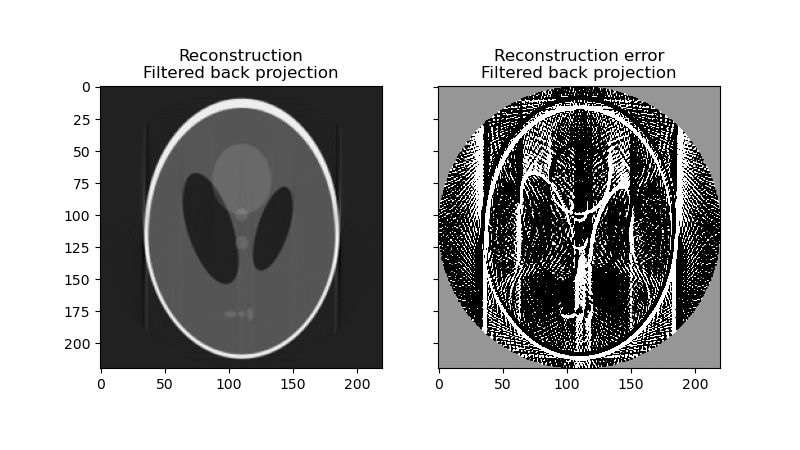 Reconstruction
Filtered back projection
Reconstruction error
Filtered back projection
0
25
50
75
100
125
150
175
200
0 50 100 150 200
0 50 100 150 200